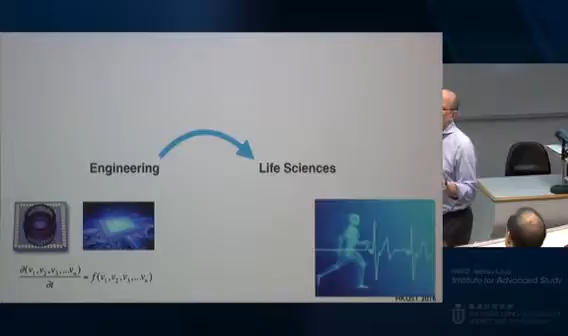 Engineering
Life Sciences
∂(v₁,v₂,v₃,...vₙ)
∂t
= f(v₁,v₂,v₃,...vₙ)
HKUST 2016
Institute for Advanced Study